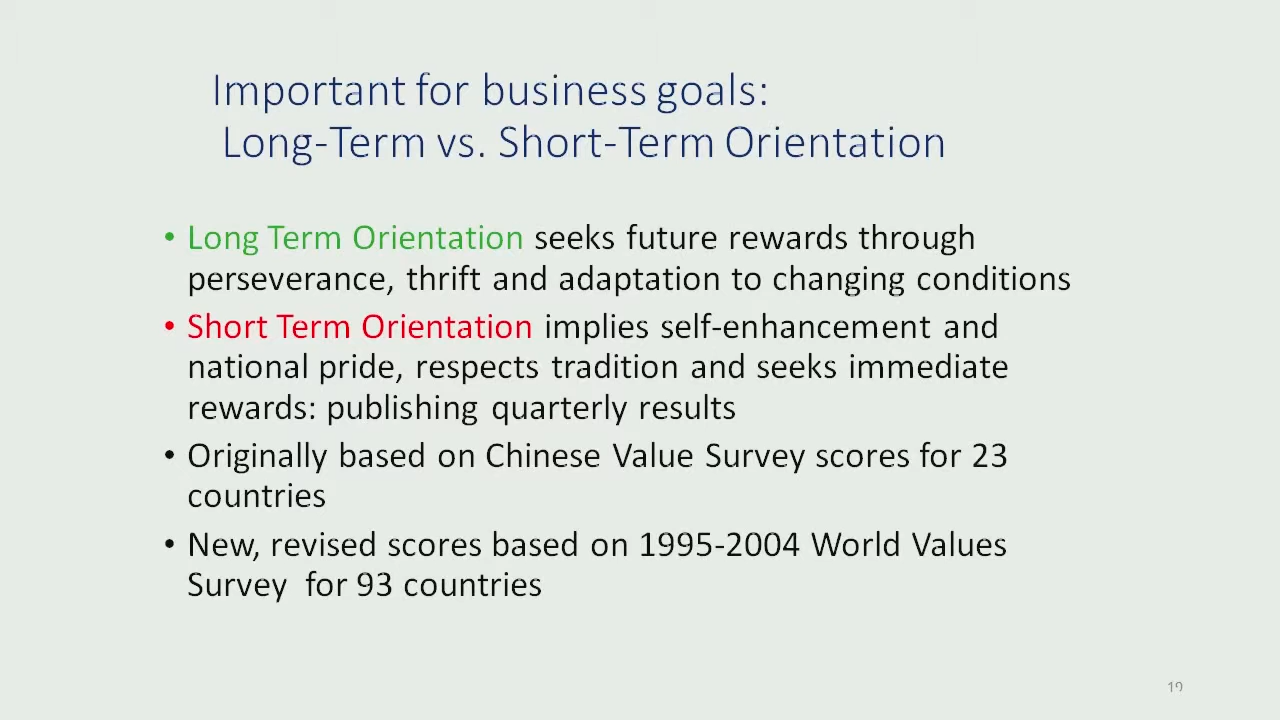 Important for business goals:
Long-Term vs. Short-Term Orientation
• Long Term Orientation seeks future rewards through
perseverance, thrift and adaptation to changing conditions
• Short Term Orientation implies self-enhancement and
national pride, respects tradition and seeks immediate
rewards: publishing quarterly results
• Originally based on Chinese Value Survey scores for 23
countries
• New, revised scores based on 1995-2004 World Values
Survey for 93 countries
19